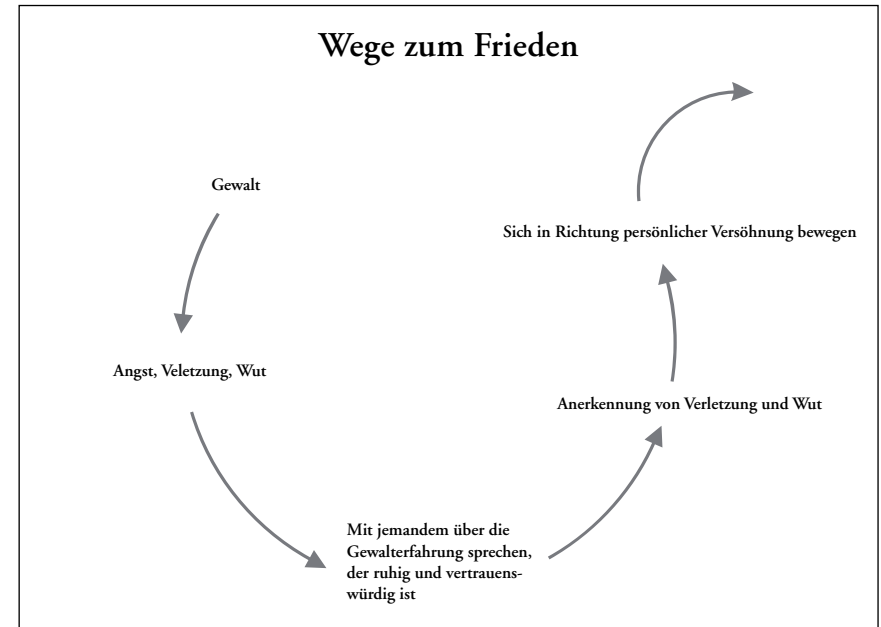 Wege zum Frieden
Gewalt
Angst, Veletzung, Wut
Mit jemandem über die
Gewalterfahrung sprechen,
der ruhig und vertrauens-
würdig ist
Anerkennung von Verletzung und Wut
Sich in Richtung persönlicher Versöhnung bewegen